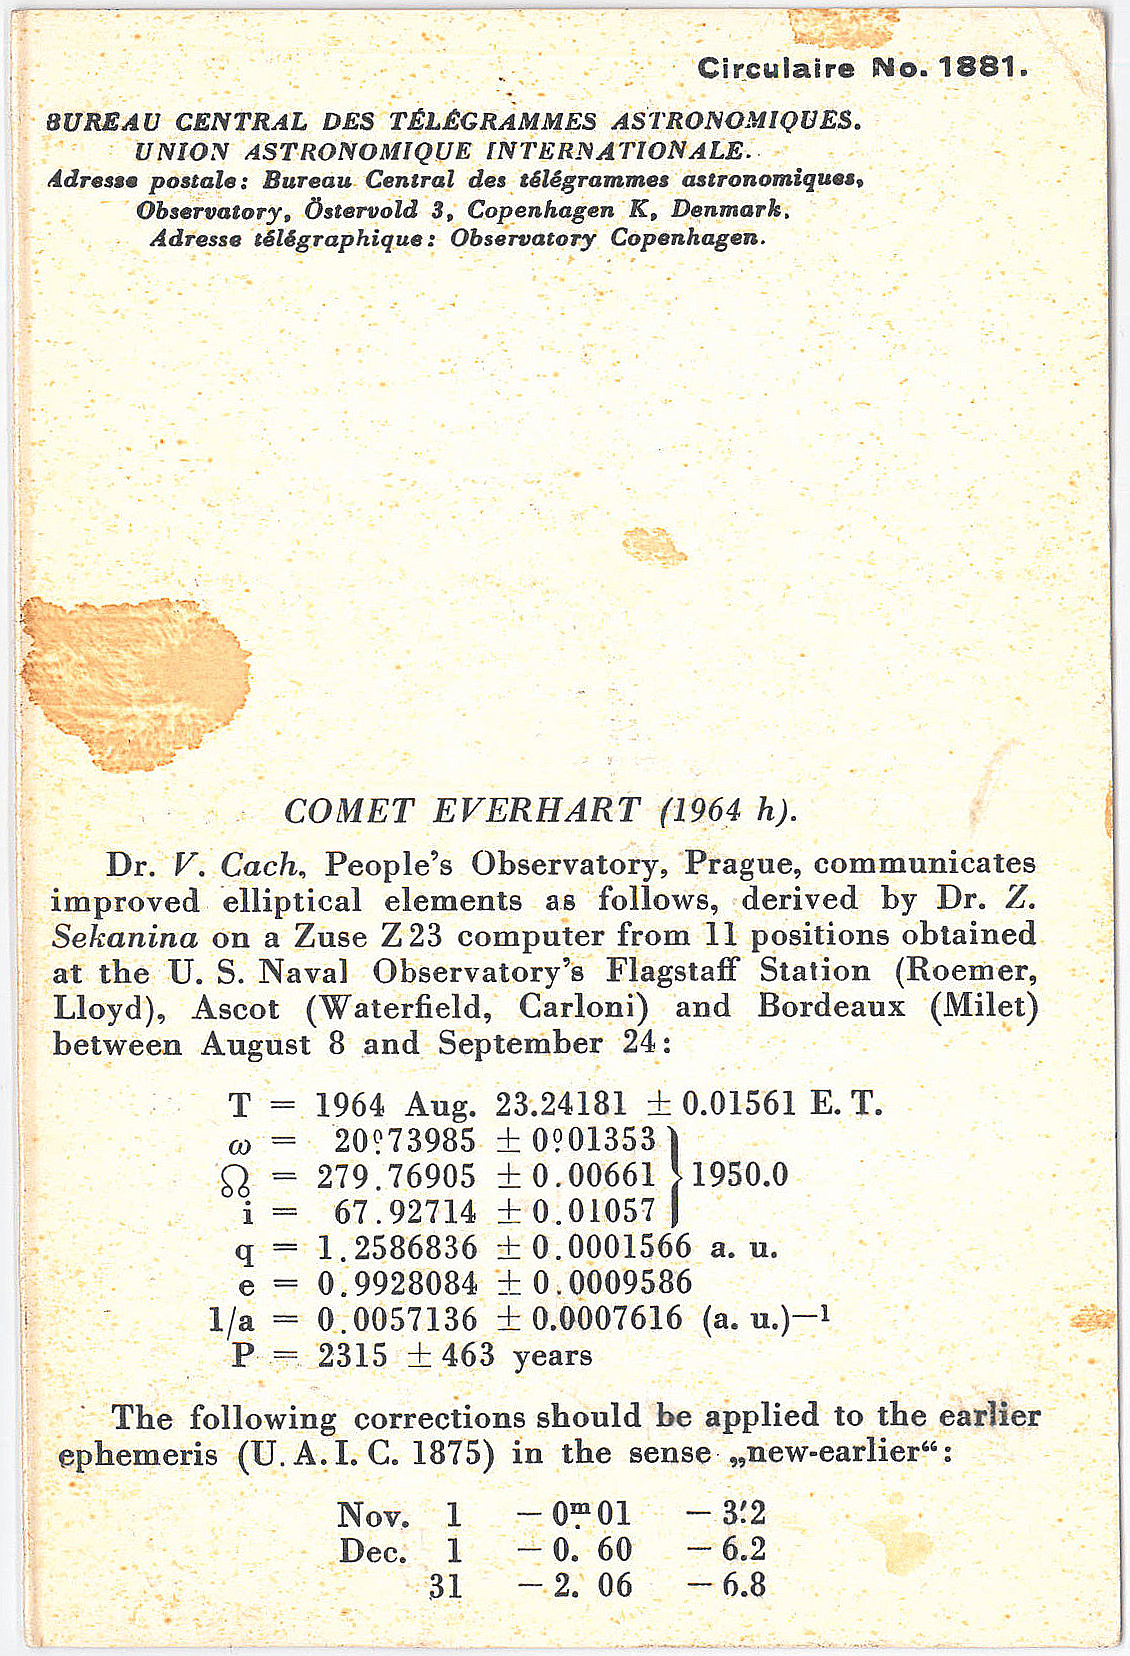 Circulaire No. 1881.
BUREAU CENTRAL DES TÉLÉGRAMMES ASTRONOMIQUES.
UNION ASTRONOMIQUE INTERNATIONALE.
Adresse postale: Bureau Central des télégrammes astronomiques,
Observatory, Östervold 3, Copenhagen K, Denmark.
Adresse télégraphique: Observatory Copenhagen.
COMET EVERHART (1964 h).
Dr. V. Cach, People's Observatory, Prague, communicates
improved elliptical elements as follows, derived by Dr. Z.
Sekanina on a Zuse Z 23 computer from 11 positions obtained
at the U. S. Naval Observatory's Flagstaff Station (Roemer,
Lloyd), Ascot (Waterfield, Carloni) and Bordeaux (Milet)
between August 8 and September 24:
T = 1964 Aug. 23.24181 ± 0.01561 E. T.
ω = 20°.73985 ± 0°.01353
☊ = 279.76905 ± 0.00661 } 1950.0
i = 67.92714 ± 0.01057
q = 1.2586836 ± 0.0001566 a. u.
e = 0.9928084 ± 0.0009586
1/a = 0.0057136 ± 0.0007616 (a. u.)—1
P = 2315 ± 463 years
The following corrections should be applied to the earlier
ephemeris (U. A. I. C. 1875) in the sense „new-earlier“:
Nov. 1 — 0ᵐ.01 — 3'.2
Dec. 1 — 0. 60 — 6.2
31 — 2. 06 — 6.8